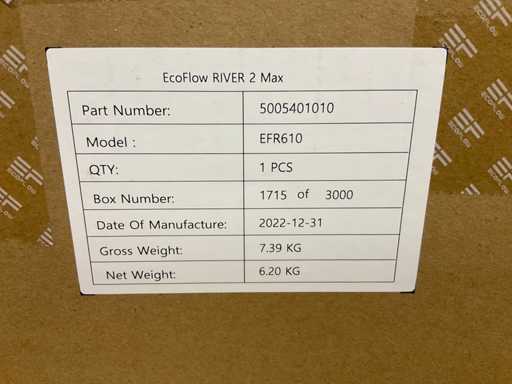 EcoFlow RIVER 2 Max
Part Number: 5005401010
Model : EFR610
QTY: 1 PCS
Box Number: 1715 of 3000
Date Of Manufacture: 2022-12-31
Gross Weight: 7.39 KG
Net Weight: 6.20 KG